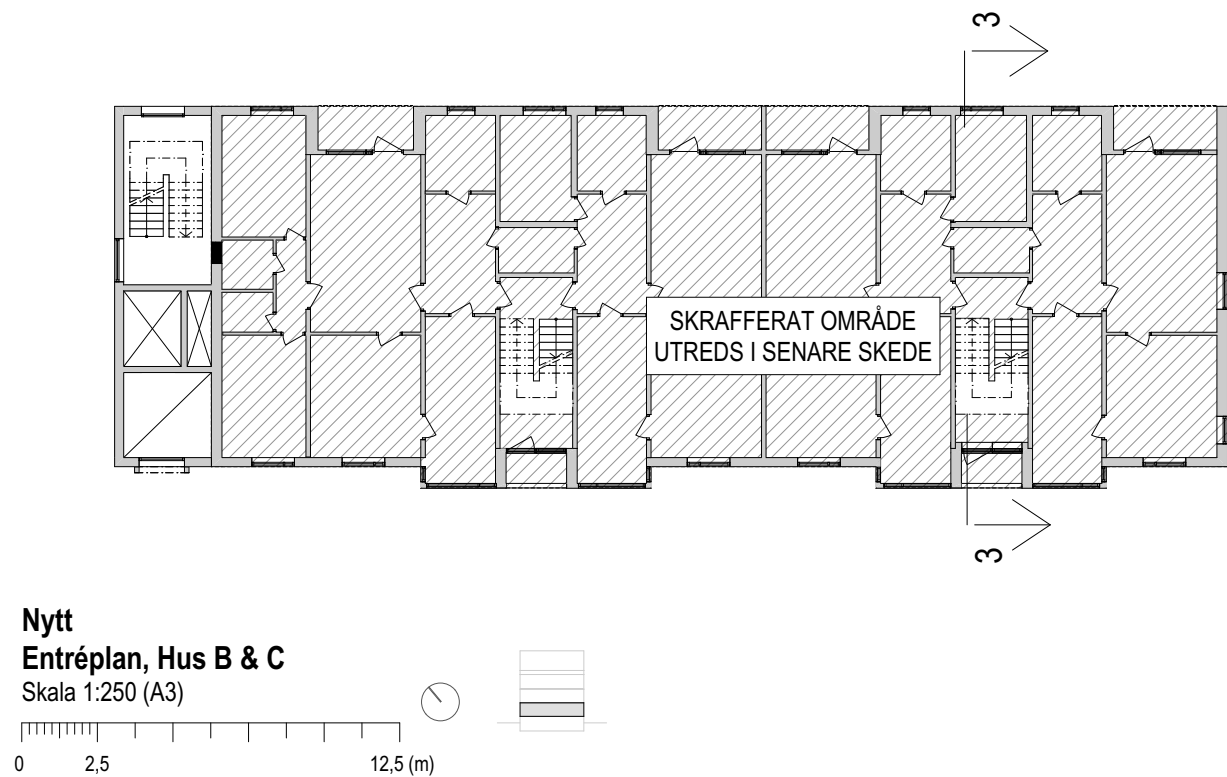 3
SKRAFFERAT OMRÅDE
UTREDS I SENARE SKEDE
3
Nytt
Entréplan, Hus B & C
Skala 1:250 (A3)
0 2,5 12,5 (m)